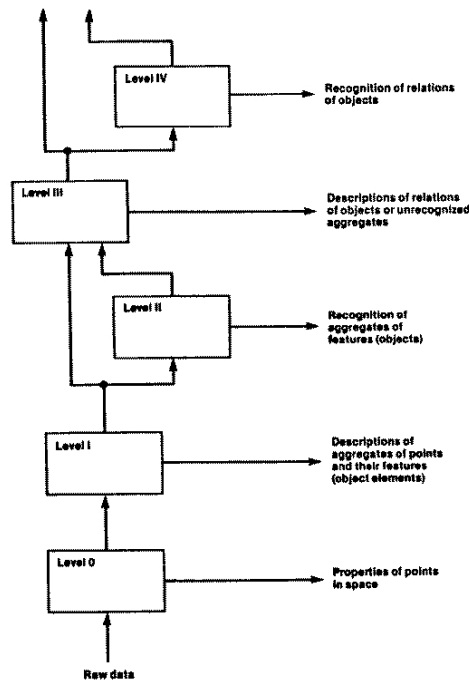 Level IV
Recognition of relations
of objects
Level III
Descriptions of relations
of objects or unrecognized
aggregates
Level II
Recognition of
aggregates of
features (objects)
Level I
Descriptions of
aggregates of points
and their features
(object elements)
Level 0
Properties of points
in space
Raw data